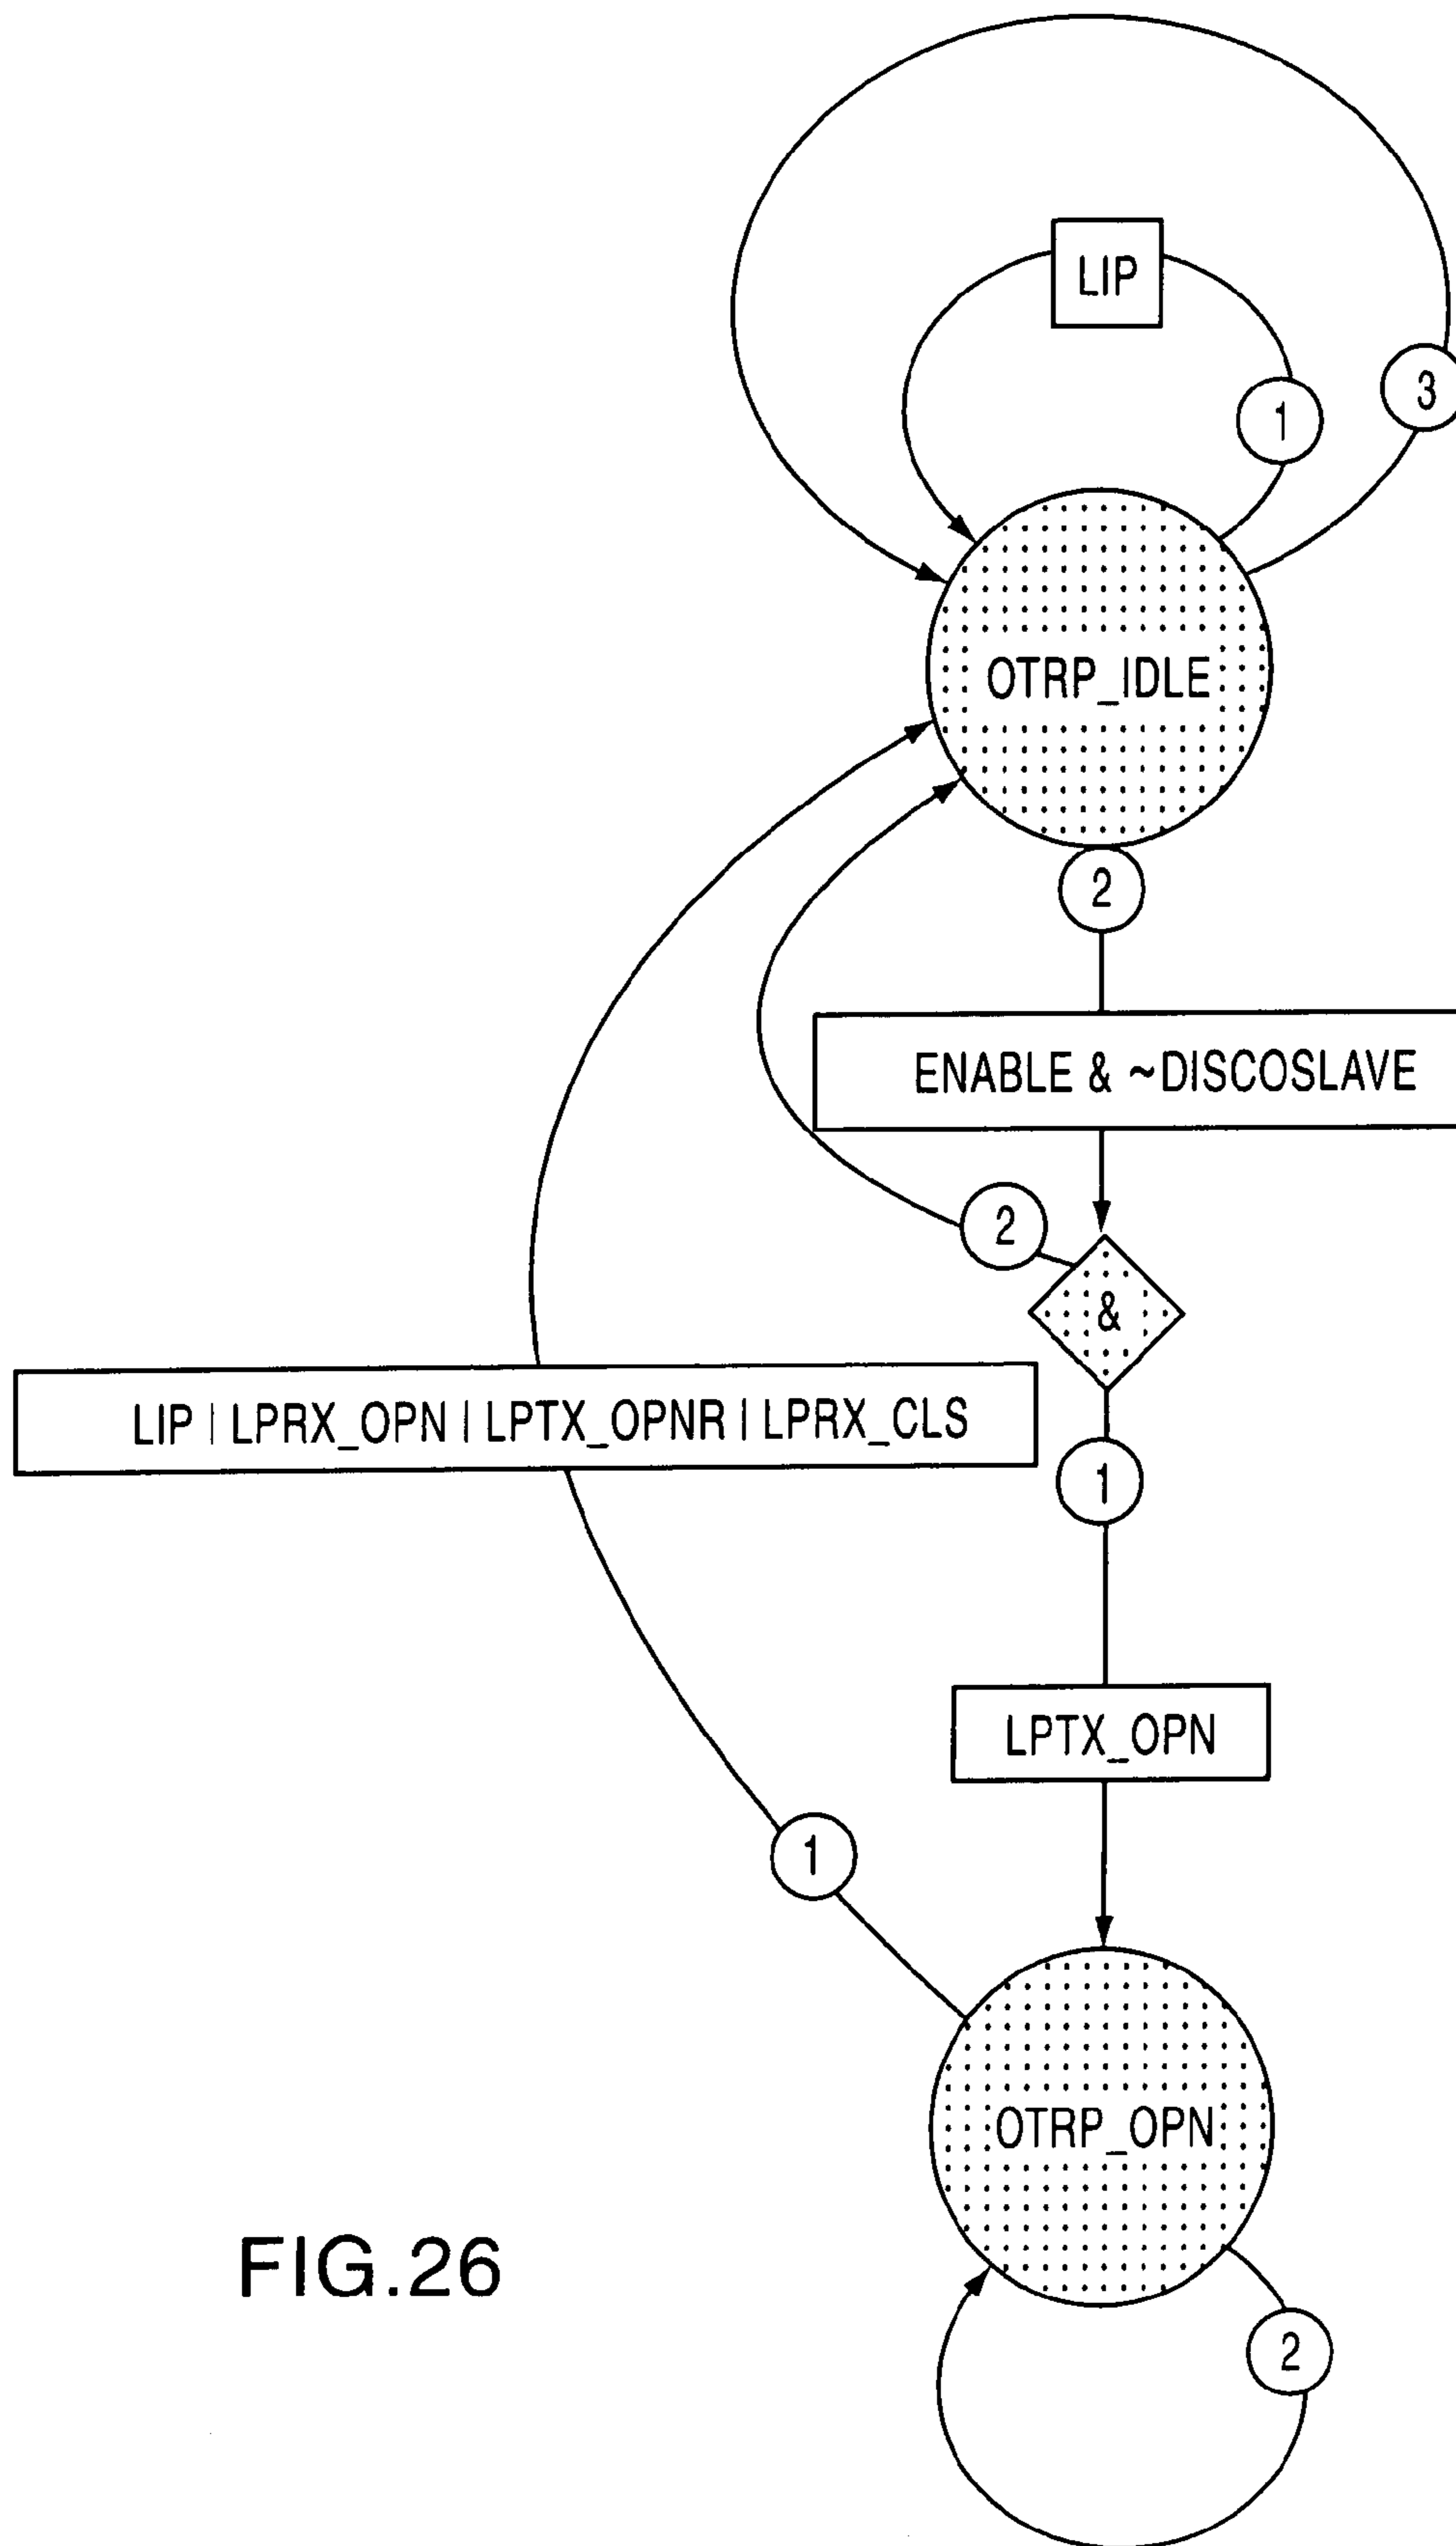 LIP
3
1
OTRP_IDLE
2
ENABLE & ~DISCOSLAVE
2
&
LIP | LPRX_OPN | LPTX_OPNR | LPRX_CLS
1
LPTX_OPN
1
OTRP_OPN
FIG.26
2